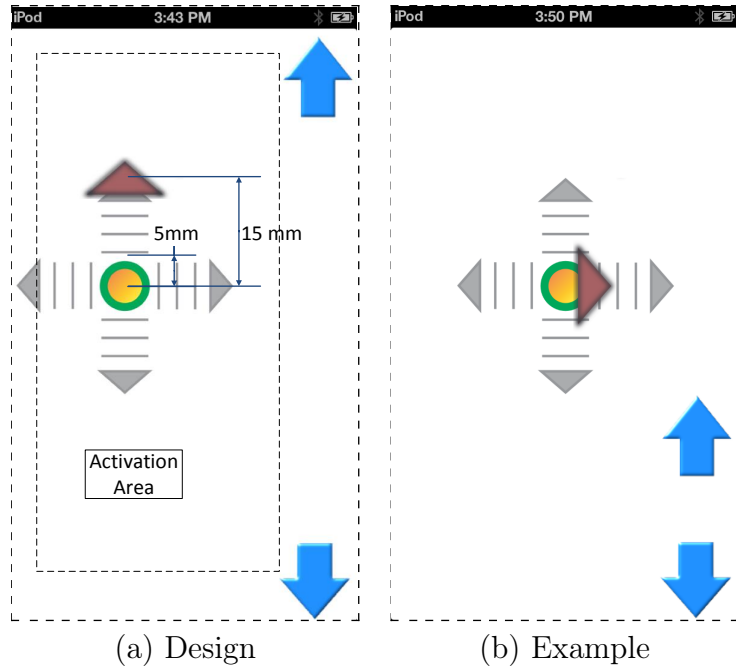 iPod 3:43 PM
5mm
15 mm
Activation
Area
(a) Design
iPod 3:50 PM
(b) Example